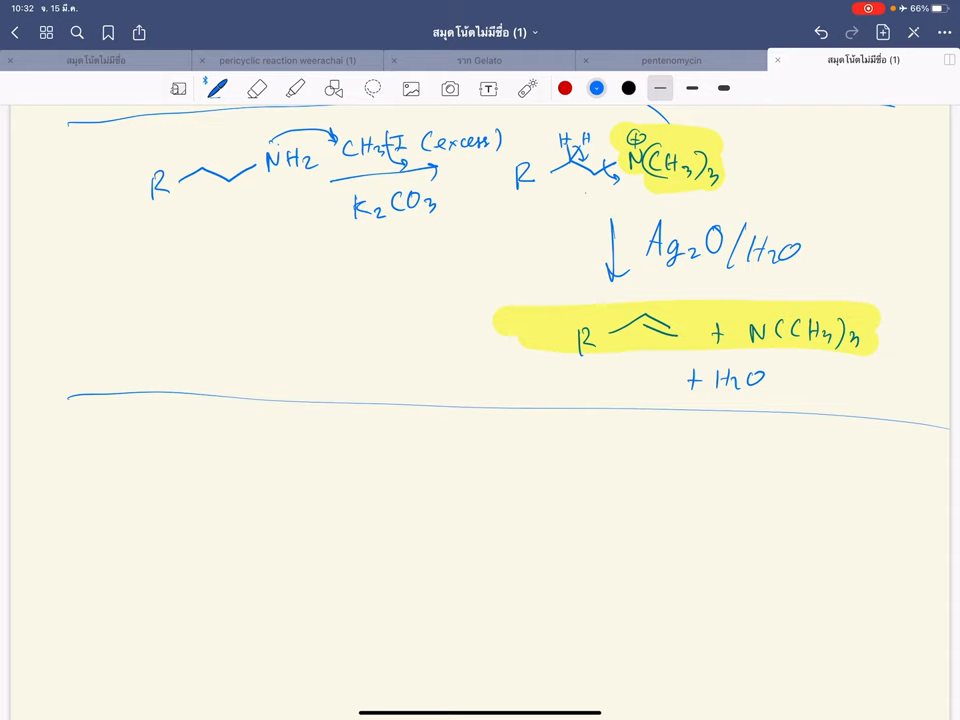 10:32 จ. 15 มี.ค.
66%
สมุดโน้ตไม่มีชื่อ (1)
สมุดโน้ตไม่มีชื่อ
pericyclic reaction weerachai (1)
ราก Gelato
pentenomycin
สมุดโน้ตไม่มีชื่อ (1)
R NH2 CH3-I (excess)
K2CO3
R H H ⊕ N(CH3)3
Ag2O/H2O
R + N(CH3)3
+ H2O